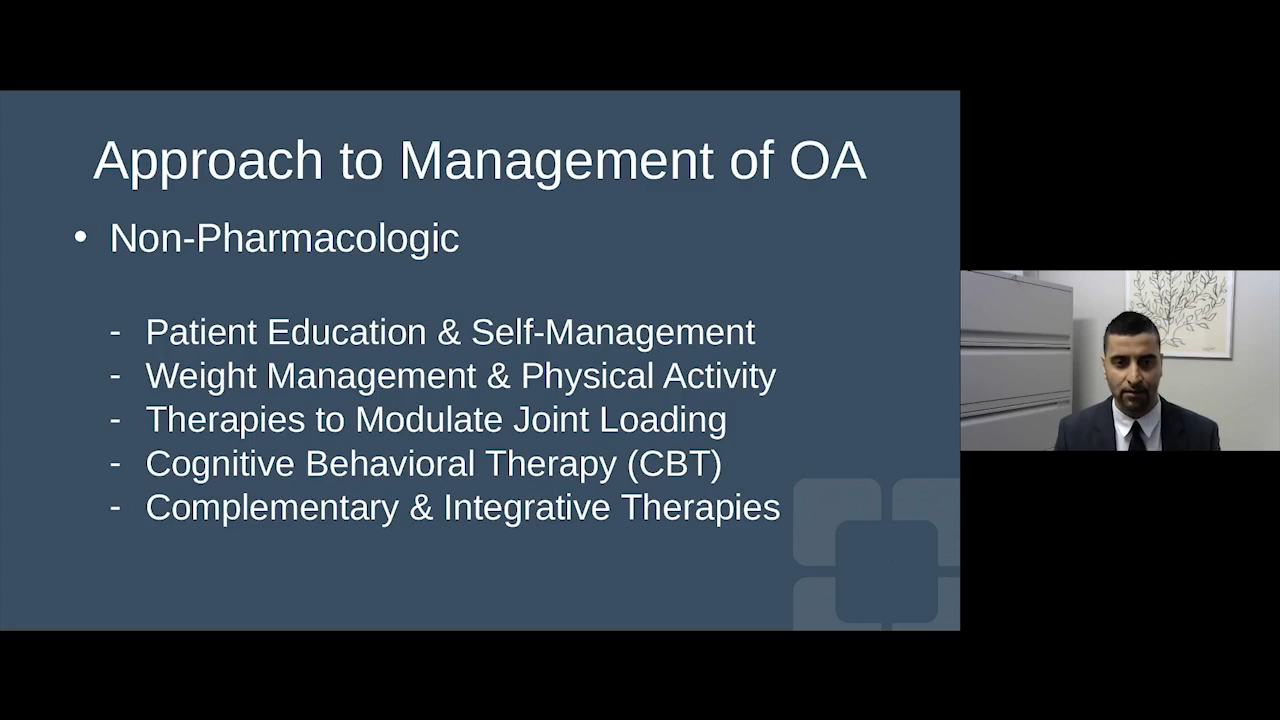 Approach to Management of OA
• Non-Pharmacologic
- Patient Education & Self-Management
- Weight Management & Physical Activity
- Therapies to Modulate Joint Loading
- Cognitive Behavioral Therapy (CBT)
- Complementary & Integrative Therapies